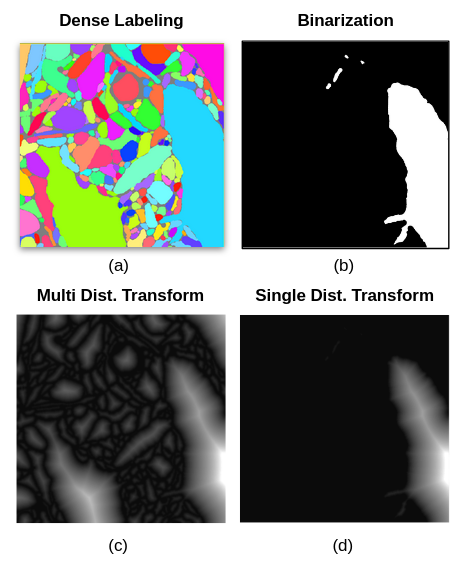 Dense Labeling
Binarization
(a)
(b)
Multi Dist. Transform
Single Dist. Transform
(c)
(d)